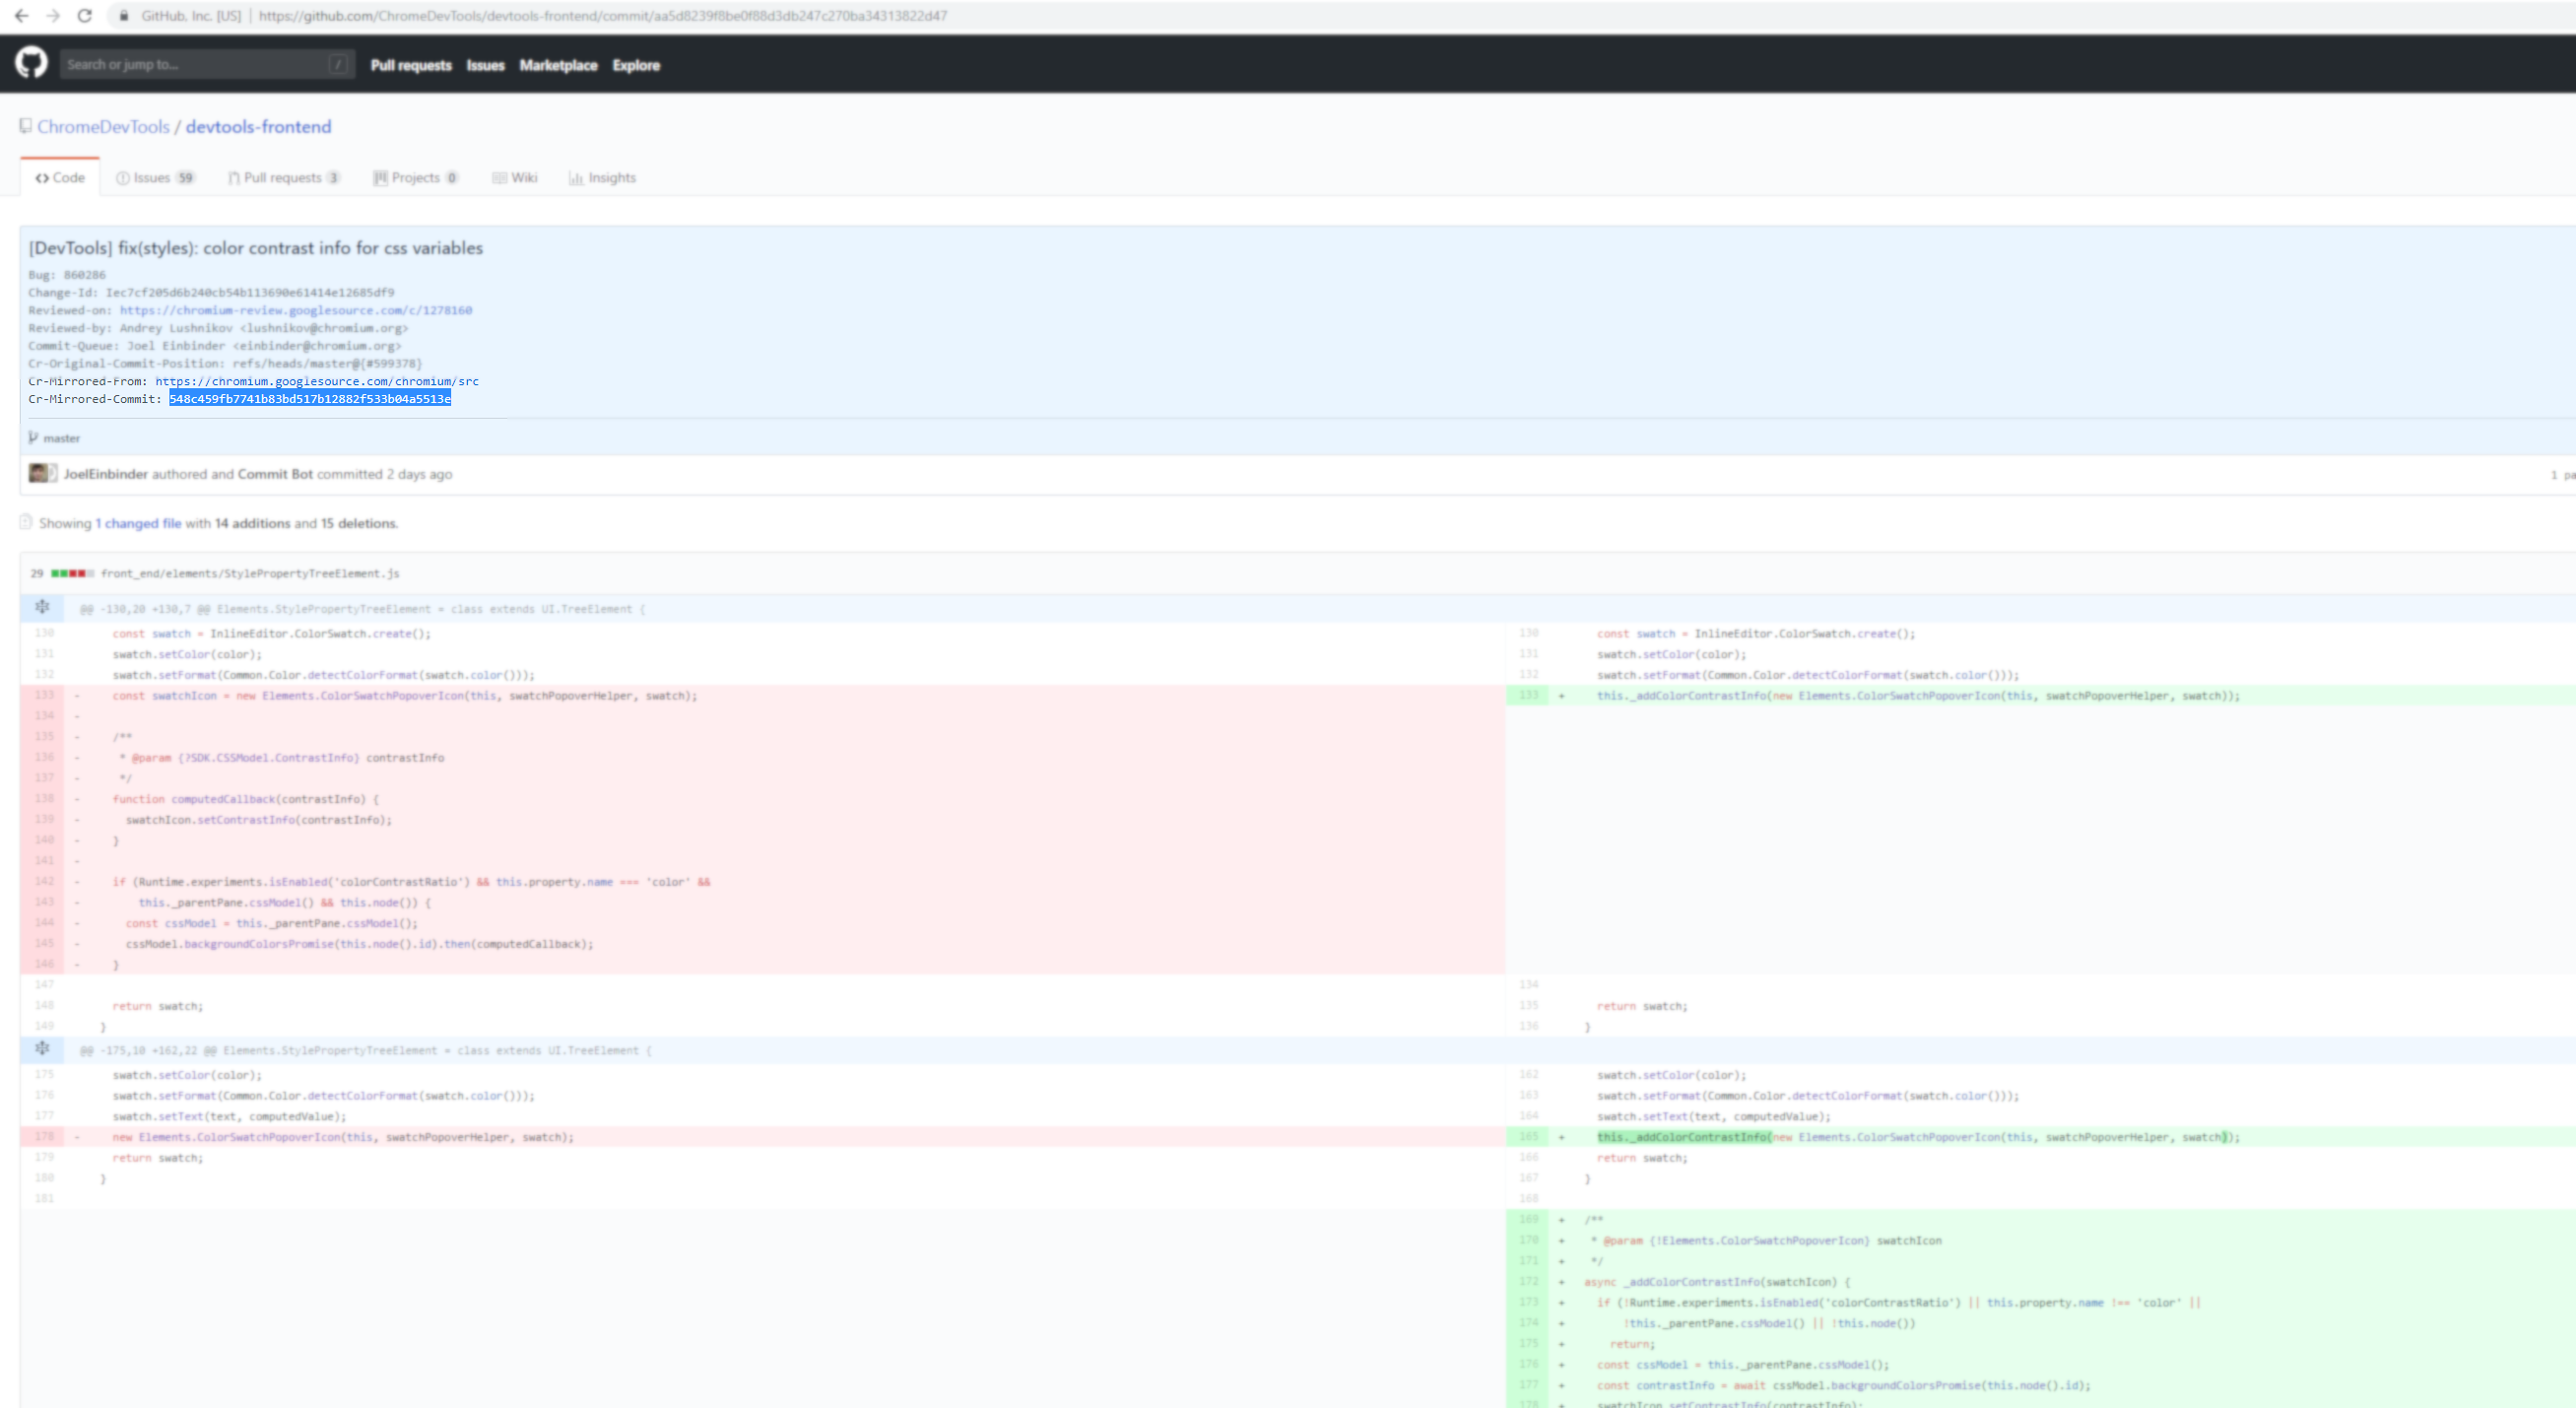 GitHub, Inc. [US] | https://github.com/ChromeDevTools/devtools-frontend/commit/aa5d8239f8be0f88d3db247c270ba34313822d47
Search or jump to... / Pull requests Issues Marketplace Explore
ChromeDevTools / devtools-frontend
Code Issues 59 Pull requests 3 Projects 0 Wiki Insights
[DevTools] fix(styles): color contrast info for css variables
Bug: 860286
Change-Id: Iec7cf205d6b240cb54b113690e61414e12685df9
Reviewed-on: https://chromium-review.googlesource.com/c/1278160
Reviewed-by: Andrey Lushnikov <lushnikov@chromium.org>
Commit-Queue: Joel Einbinder <einbinder@chromium.org>
Cr-Original-Commit-Position: refs/heads/master@{#599378}
Cr-Mirrored-From: https://chromium.googlesource.com/chromium/src
Cr-Mirrored-Commit: 548c459fb7741b83bd517b12882f533b04a5513e
master
JoelEinbinder authored and Commit Bot committed 2 days ago
1 pa
Showing 1 changed file with 14 additions and 15 deletions.
29 front_end/elements/StylePropertyTreeElement.js
@@ -130,20 +130,7 @@ Elements.StylePropertyTreeElement = class extends UI.TreeElement {
130 const swatch = InlineEditor.ColorSwatch.create(); 130 const swatch = InlineEditor.ColorSwatch.create();
131 swatch.setColor(color); 131 swatch.setColor(color);
132 swatch.setFormat(Common.Color.detectColorFormat(swatch.color())); 132 swatch.setFormat(Common.Color.detectColorFormat(swatch.color()));
133 - const swatchIcon = new Elements.ColorSwatchPopoverIcon(this, swatchPopoverHelper, swatch); 133 + this._addColorContrastInfo(new Elements.ColorSwatchPopoverIcon(this, swatchPopoverHelper, swatch));
134 -
135 - /**
136 - * @param {?SDK.CSSModel.ContrastInfo} contrastInfo
137 - */
138 - function computedCallback(contrastInfo) {
139 - swatchIcon.setContrastInfo(contrastInfo);
140 - }
141 -
142 - if (Runtime.experiments.isEnabled('colorContrastRatio') && this.property.name === 'color' &&
143 - this._parentPane.cssModel() && this.node()) {
144 - const cssModel = this._parentPane.cssModel();
145 - cssModel.backgroundColorsPromise(this.node().id).then(computedCallback);
146 - }
147 134
148 return swatch; 135 return swatch;
149 } 136 }
@@ -175,10 +162,22 @@ Elements.StylePropertyTreeElement = class extends UI.TreeElement {
175 swatch.setColor(color); 162 swatch.setColor(color);
176 swatch.setFormat(Common.Color.detectColorFormat(swatch.color())); 163 swatch.setFormat(Common.Color.detectColorFormat(swatch.color()));
177 swatch.setText(text, computedValue); 164 swatch.setText(text, computedValue);
178 - new Elements.ColorSwatchPopoverIcon(this, swatchPopoverHelper, swatch); 165 + this._addColorContrastInfo(new Elements.ColorSwatchPopoverIcon(this, swatchPopoverHelper, swatch));
179 return swatch; 166 return swatch;
180 } 167 }
181 168
169 + /**
170 + * @param {!Elements.ColorSwatchPopoverIcon} swatchIcon
171 + */
172 + async _addColorContrastInfo(swatchIcon) {
173 + if (!Runtime.experiments.isEnabled('colorContrastRatio') || this.property.name !== 'color' ||
174 + !this._parentPane.cssModel() || !this.node())
175 + return;
176 + const cssModel = this._parentPane.cssModel();
177 + const contrastInfo = await cssModel.backgroundColorsPromise(this.node().id);
178 + swatchIcon.setContrastInfo(contrastInfo);